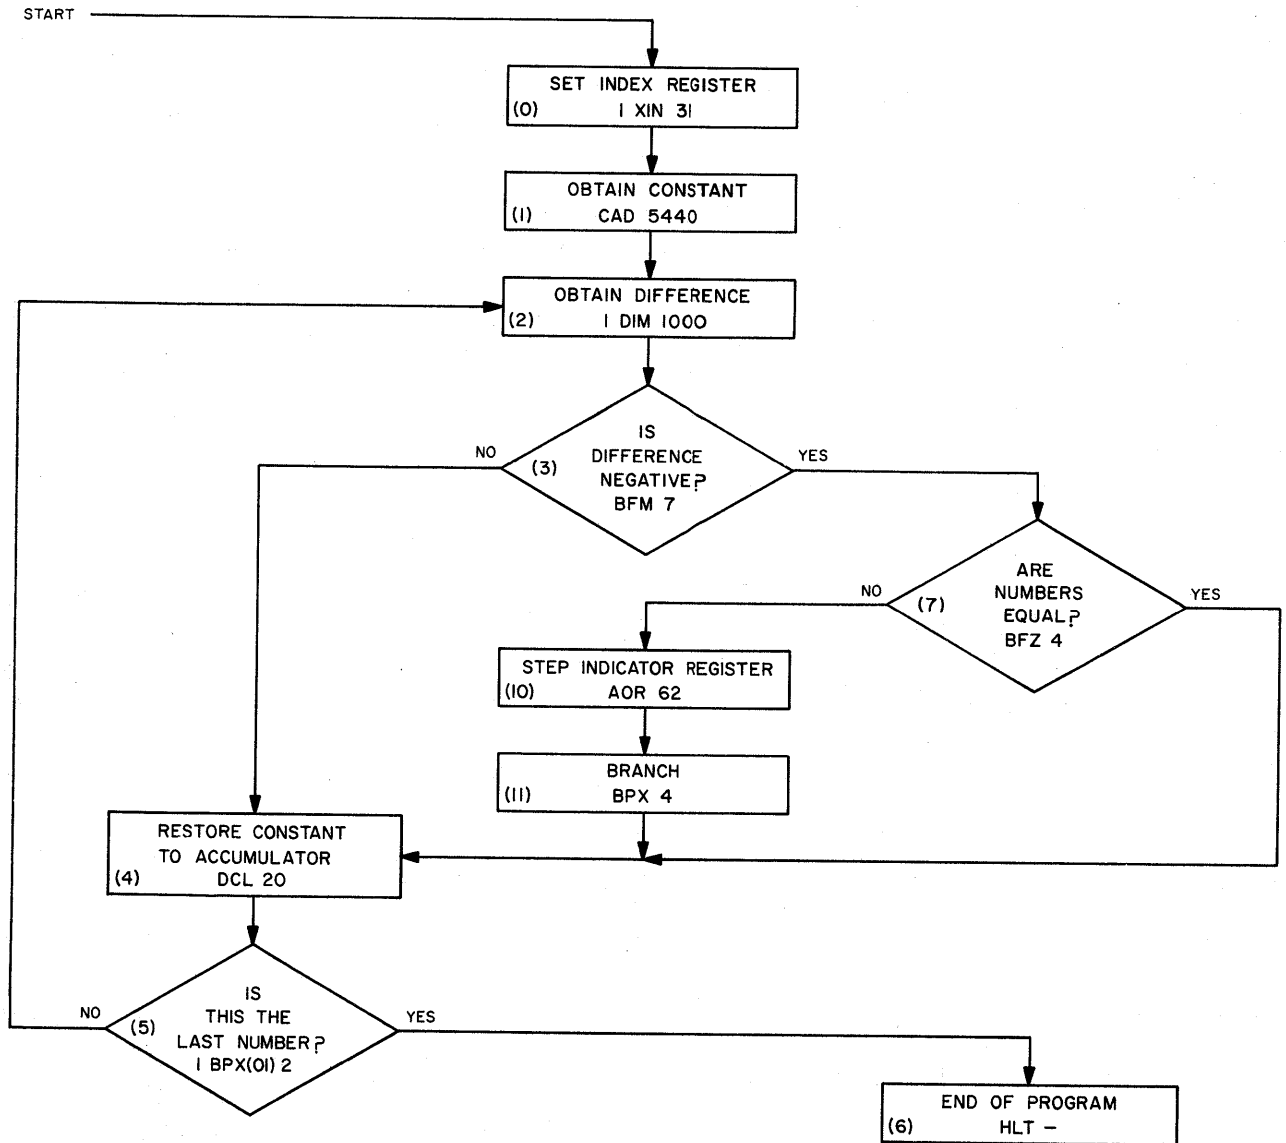 START
SET INDEX REGISTER
(0) 1 XIN 31
OBTAIN CONSTANT
(1) CAD 5440
OBTAIN DIFFERENCE
(2) 1 DIM 1000
IS
DIFFERENCE
NEGATIVE?
BFM 7
(3)
NO
YES
ARE
NUMBERS
EQUAL?
BFZ 4
(7)
NO
YES
STEP INDICATOR REGISTER
(10) AOR 62
BRANCH
(11) BPX 4
RESTORE CONSTANT
TO ACCUMULATOR
(4) DCL 20
IS
THIS THE
LAST NUMBER?
1 BPX(01) 2
(5)
NO
YES
END OF PROGRAM
(6) HLT –